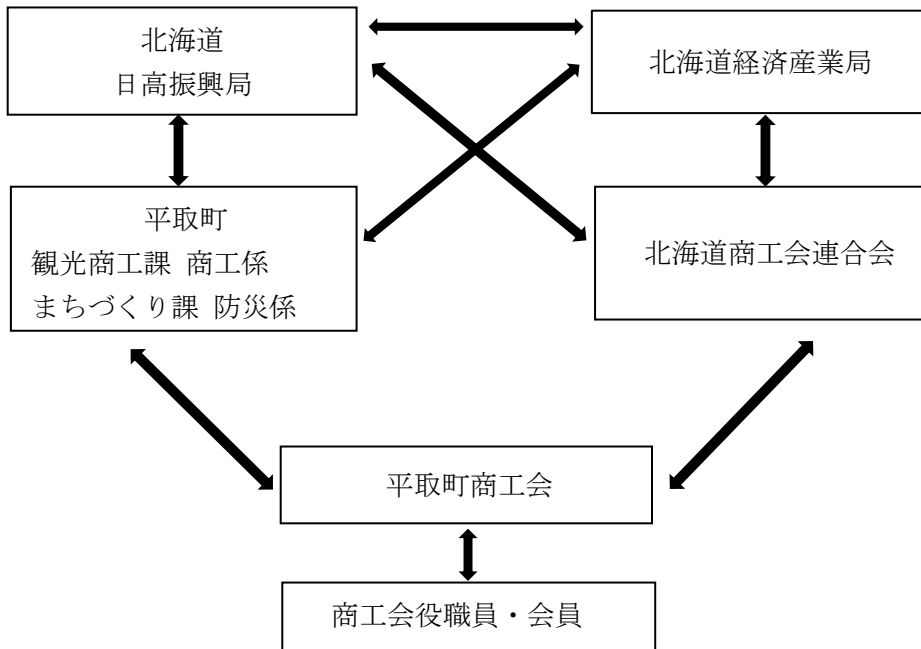 北海道
日高振興局
北海道経済産業局
平取町
観光商工課 商工係
まちづくり課 防災係
北海道商工会連合会
平取町商工会
商工会役職員・会員